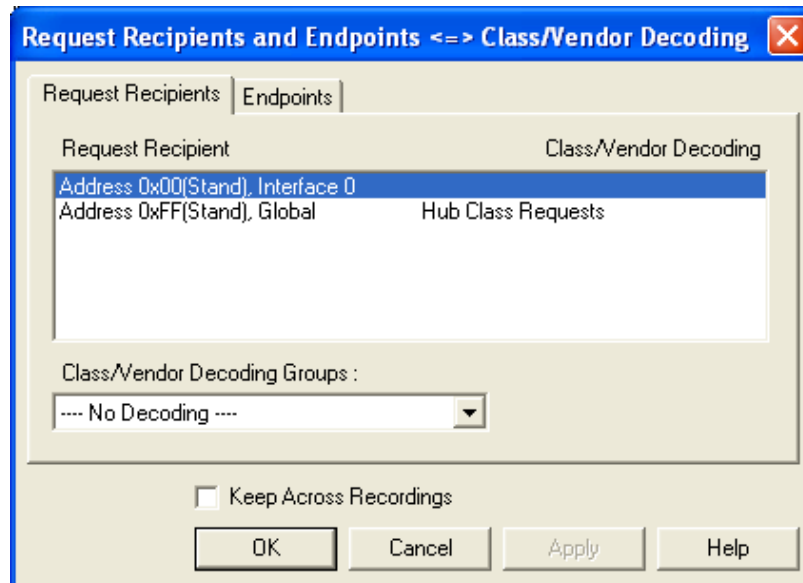 Request Recipients and Endpoints <=> Class/Vendor Decoding
Request Recipients Endpoints
Request Recipient Class/Vendor Decoding
Address 0x00(Stand), Interface 0
Address 0xFF(Stand), Global Hub Class Requests
Class/Vendor Decoding Groups :
---- No Decoding ----
Keep Across Recordings
OK Cancel Apply Help